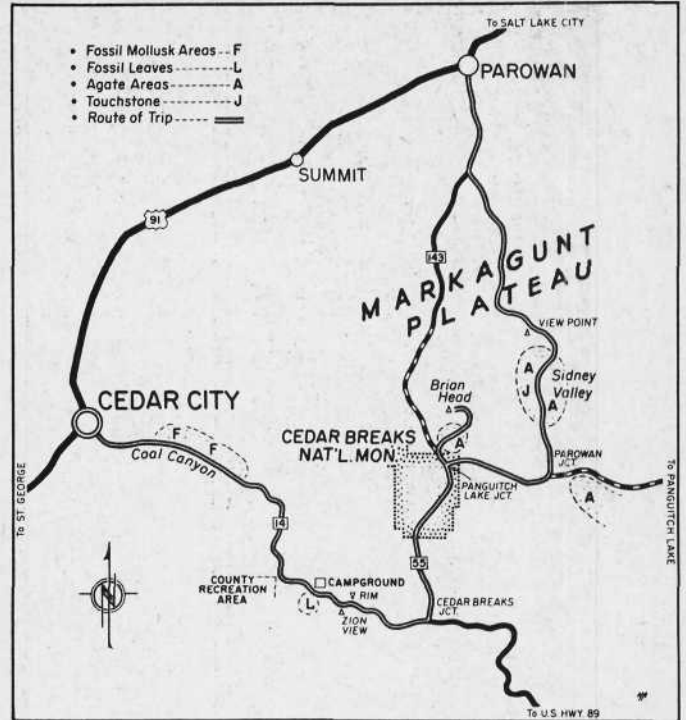 To SALT LAKE CITY
• Fossil Mollusk Areas -- F
• Fossil Leaves ---------- L
• Agate Areas ----------- A
• Touchstone ------------ J
• Route of Trip ----
PAROWAN
SUMMIT
91
143
MARKAGUNT
PLATEAU
VIEW POINT
A
J
A
Sidney
Valley
Brian
Head
A
CEDAR CITY
F
F
Coal Canyon
CEDAR BREAKS
NAT'L. MON.
PANGUITCH
LAKE JCT.
PAROWAN
JCT.
A
To PANGUITCH LAKE
To ST. GEORGE
14
55
N
COUNTY
RECREATION
AREA
CAMPGROUND
RIM
L
ZION
VIEW
CEDAR BREAKS
JCT.
To U.S. HWY. 89